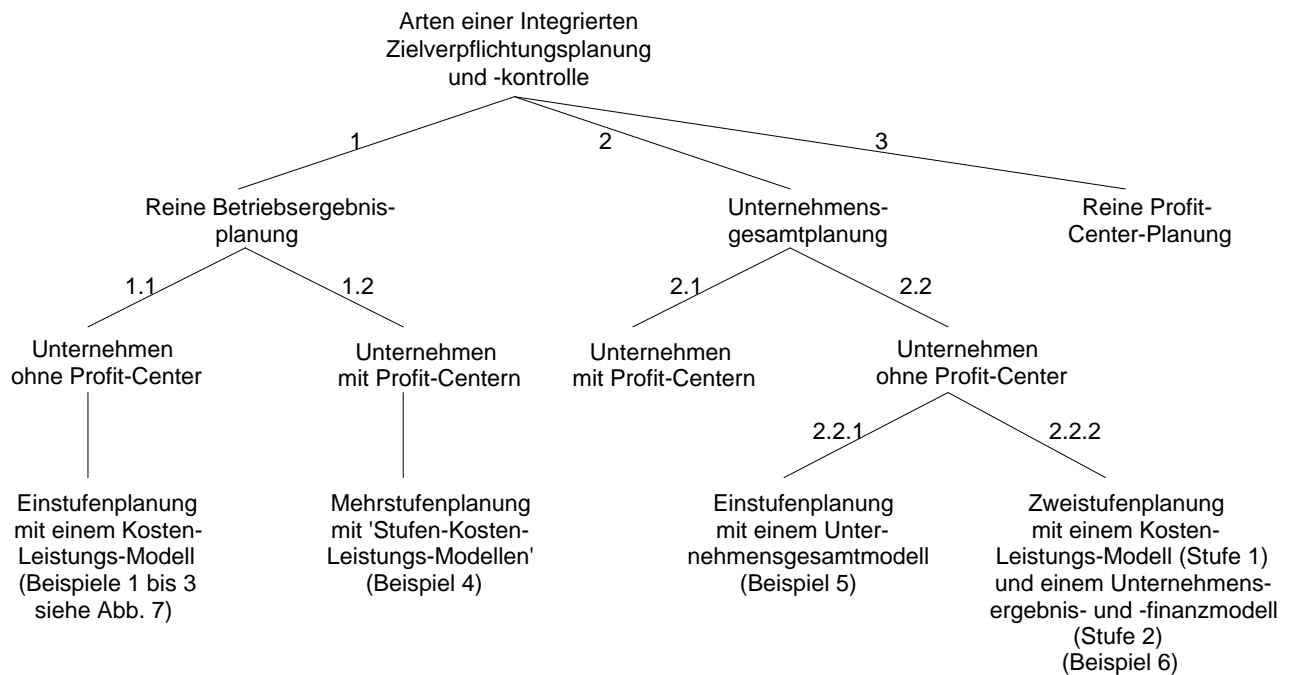 Arten einer Integrierten
Zielverpflichtungsplanung
und -kontrolle
1
2
3
Reine Betriebsergebnis-
planung
Unternehmens-
gesamtplanung
Reine Profit-
Center-Planung
1.1
1.2
2.1
2.2
Unternehmen
ohne Profit-Center
Unternehmen
mit Profit-Centern
Unternehmen
mit Profit-Centern
Unternehmen
ohne Profit-Center
2.2.1
2.2.2
Einstufenplanung
mit einem Kosten-
Leistungs-Modell
(Beispiele 1 bis 3
siehe Abb. 7)
Mehrstufenplanung
mit 'Stufen-Kosten-
Leistungs-Modellen'
(Beispiel 4)
Einstufenplanung
mit einem Unter-
nehmensgesamtmodell
(Beispiel 5)
Zweistufenplanung
mit einem Kosten-
Leistungs-Modell (Stufe 1)
und einem Unternehmens-
ergebnis- und -finanzmodell
(Stufe 2)
(Beispiel 6)